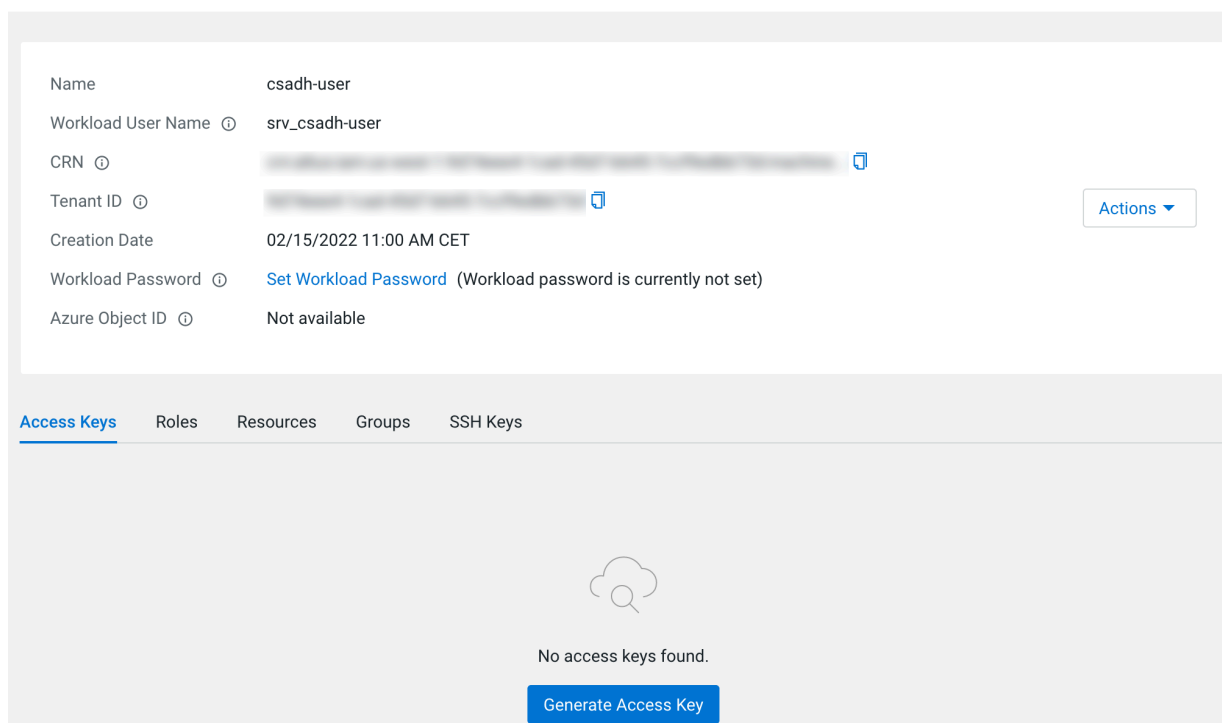 Name csadh-user
Workload User Name srv_csadh-user
CRN
Tenant ID
Actions
Creation Date 02/15/2022 11:00 AM CET
Workload Password Set Workload Password (Workload password is currently not set)
Azure Object ID Not available
Access Keys Roles Resources Groups SSH Keys
No access keys found.
Generate Access Key